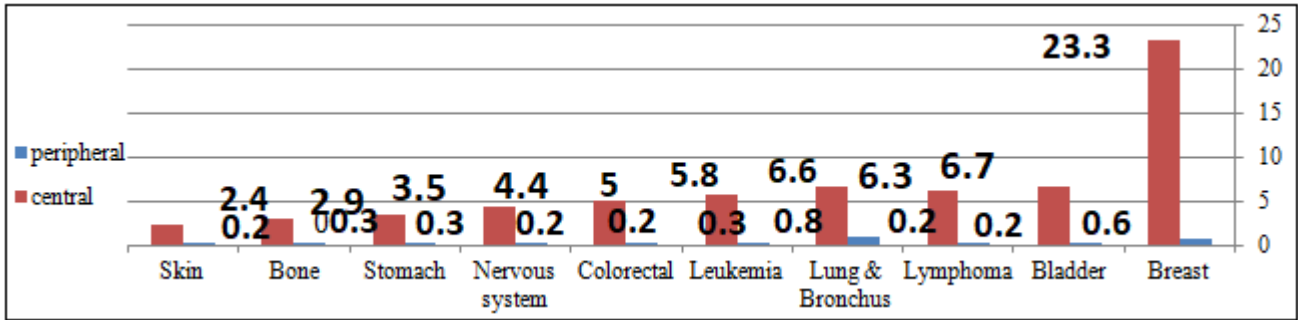 25
23.3
20
15
peripheral
10
central
2.4 2.9 3.5 4.4 5 5.8 6.6 6.3 6.7
5
0.2 0.3 0.3 0.2 0.2 0.3 0.8 0.2 0.2 0.6
0
Skin Bone Stomach Nervous system Colorectal Leukemia Lung & Bronchus Lymphoma Bladder Breast